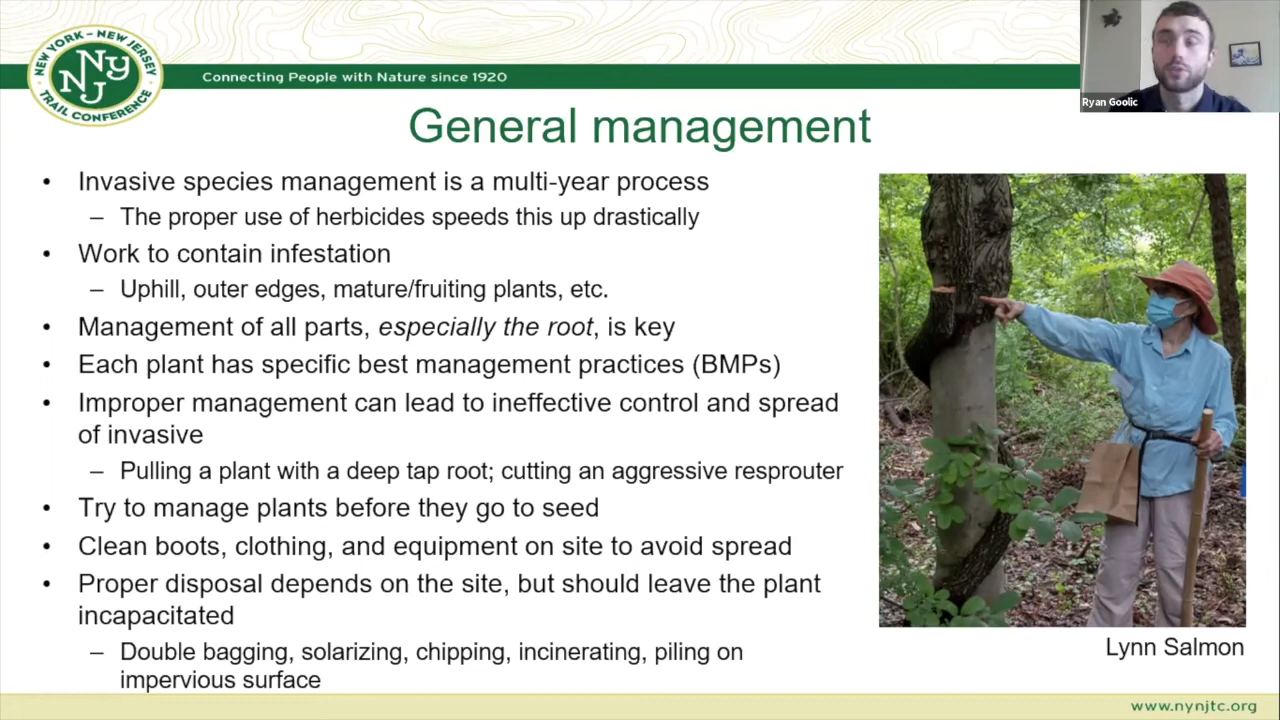 NEW YORK – NEW JERSEY
NY
NJ
TRAIL CONFERENCE
Connecting People with Nature since 1920
Ryan Goolic
General management
• Invasive species management is a multi-year process
– The proper use of herbicides speeds this up drastically
• Work to contain infestation
– Uphill, outer edges, mature/fruiting plants, etc.
• Management of all parts, especially the root, is key
• Each plant has specific best management practices (BMPs)
• Improper management can lead to ineffective control and spread
of invasive
– Pulling a plant with a deep tap root; cutting an aggressive resprouter
• Try to manage plants before they go to seed
• Clean boots, clothing, and equipment on site to avoid spread
• Proper disposal depends on the site, but should leave the plant
incapacitated
– Double bagging, solarizing, chipping, incinerating, piling on
impervious surface
Lynn Salmon
www.nynjtc.org